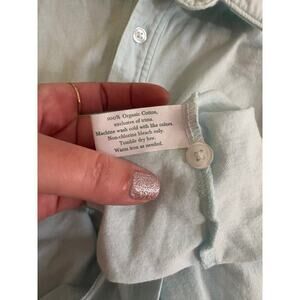 100% Organic Cotton,
exclusive of trims.
Machine wash cold with like colors.
Non-chlorine bleach only.
Tumble dry low.
Warm iron as needed.